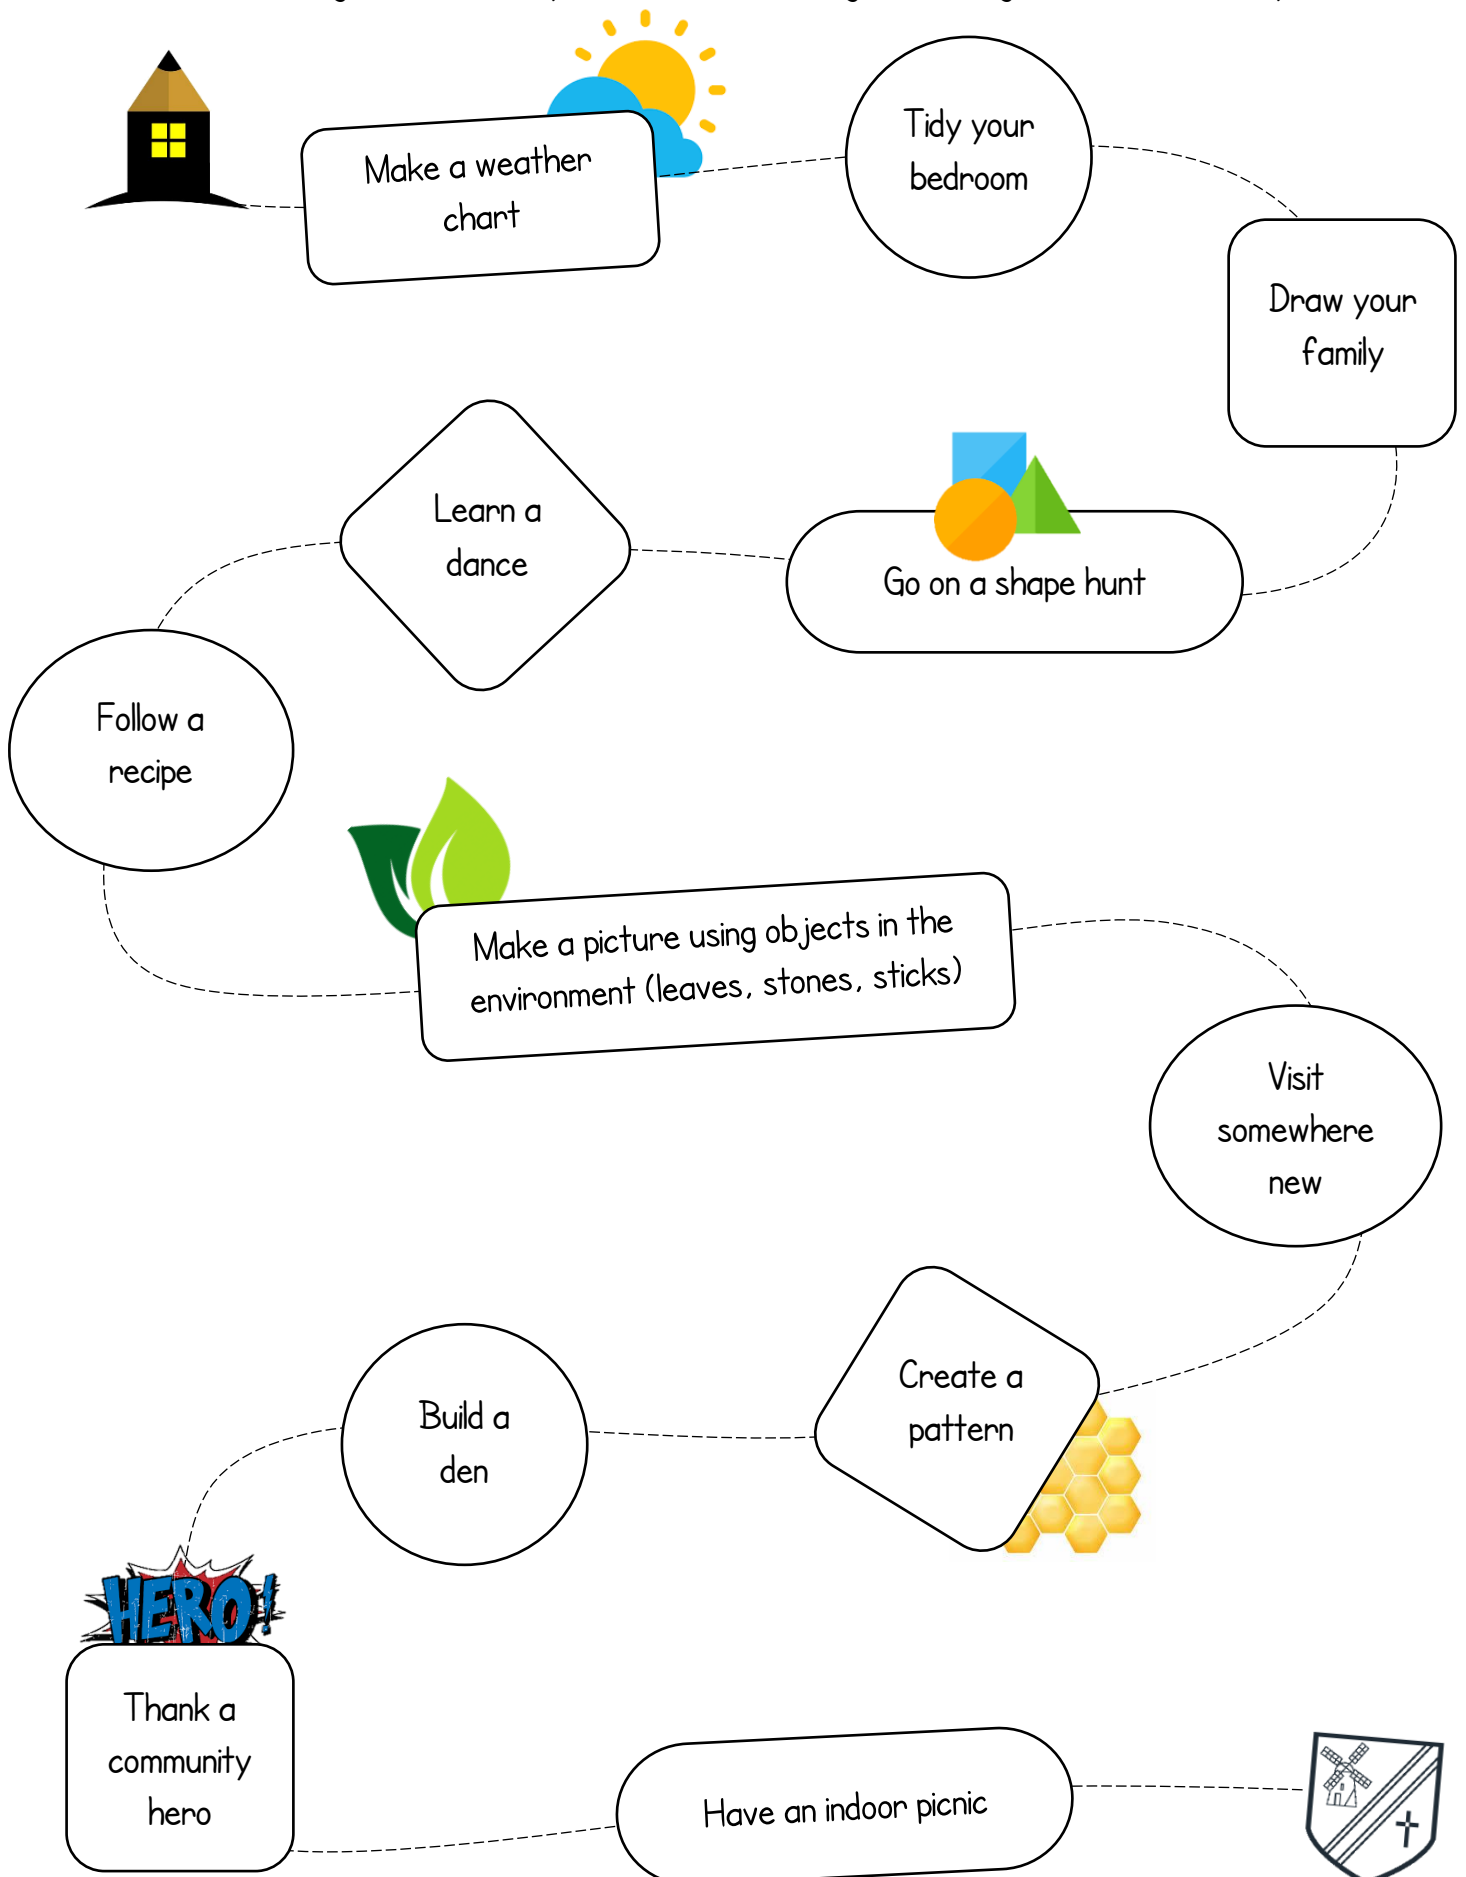 Make a weather
chart
Tidy your
bedroom
Draw your
family
Go on a shape hunt
Learn a
dance
Follow a
recipe
Make a picture using objects in the
environment (leaves, stones, sticks)
Visit
somewhere
new
Create a
pattern
Build a
den
HERO!
Thank a
community
hero
Have an indoor picnic